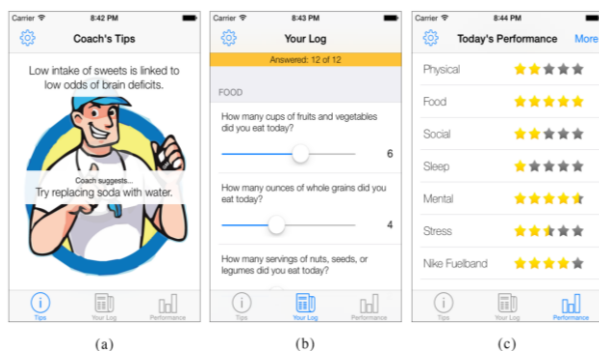 Carrier 8:42 PM
Coach's Tips
Low intake of sweets is linked to
low odds of brain deficits.
Coach suggests...
Try replacing soda with water.
Tips Your Log Performance
(a)
Carrier 8:43 PM
Your Log
Answered: 12 of 12
FOOD
How many cups of fruits and vegetables
did you eat today?
6
How many ounces of whole grains did you
eat today?
4
How many servings of nuts, seeds, or
legumes did you eat today?
Tips Your Log Performance
(b)
Carrier 8:44 PM
Today's Performance More
Physical
Food
Social
Sleep
Mental
Stress
Nike Fuelband
Tips Your Log Performance
(c)